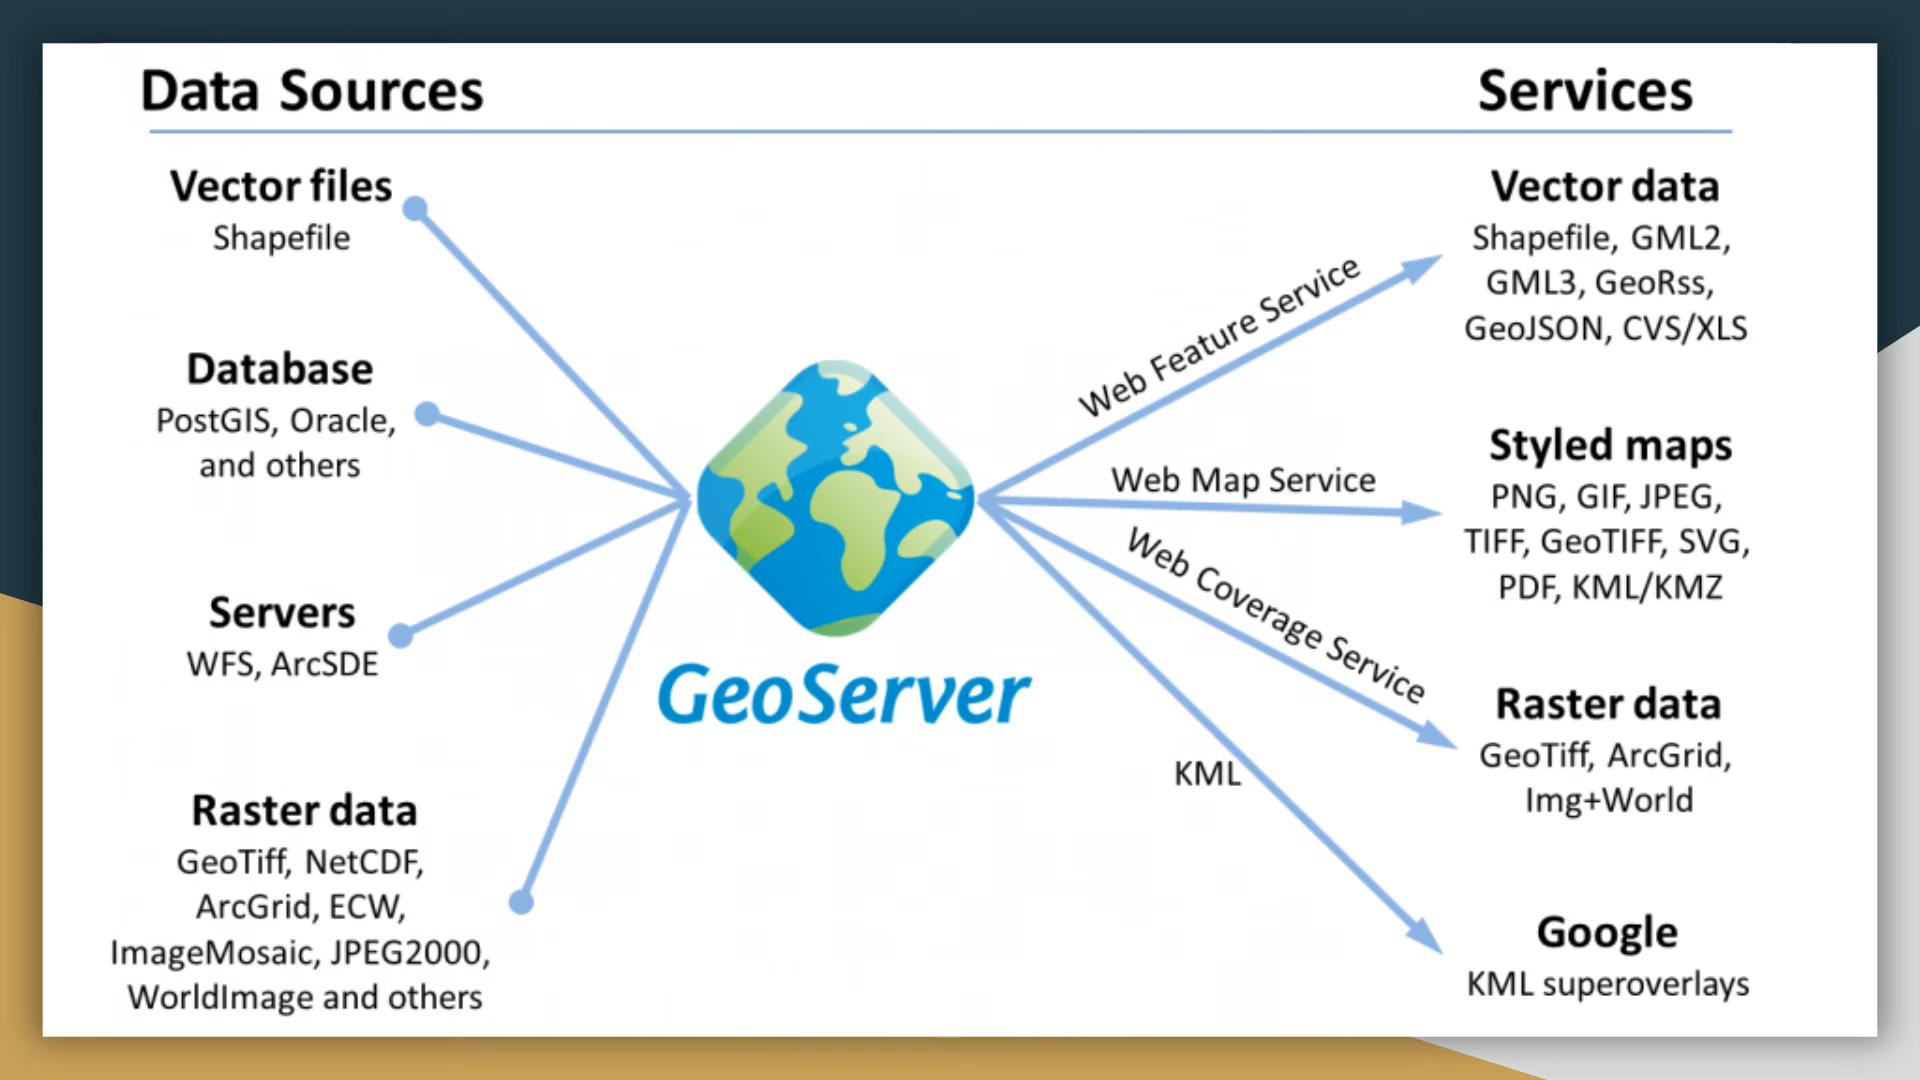 Data Sources
Services
Vector files
Shapefile
Database
PostGIS, Oracle,
and others
Servers
WFS, ArcSDE
Raster data
GeoTiff, NetCDF,
ArcGrid, ECW,
ImageMosaic, JPEG2000,
WorldImage and others
GeoServer
Web Feature Service
Web Map Service
Web Coverage Service
KML
Vector data
Shapefile, GML2,
GML3, GeoRss,
GeoJSON, CVS/XLS
Styled maps
PNG, GIF, JPEG,
TIFF, GeoTIFF, SVG,
PDF, KML/KMZ
Raster data
GeoTiff, ArcGrid,
Img+World
Google
KML superoverlays